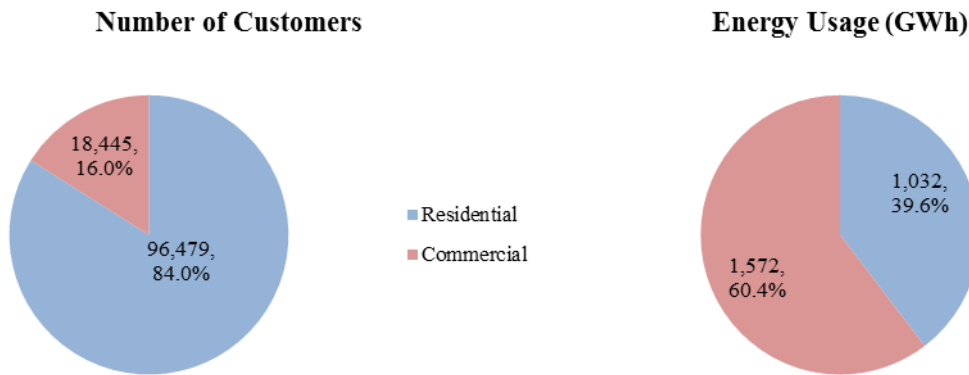 Number of Customers
18,445,
16.0%
96,479,
84.0%
Residential
Commercial
Energy Usage (GWh)
1,032,
39.6%
1,572,
60.4%